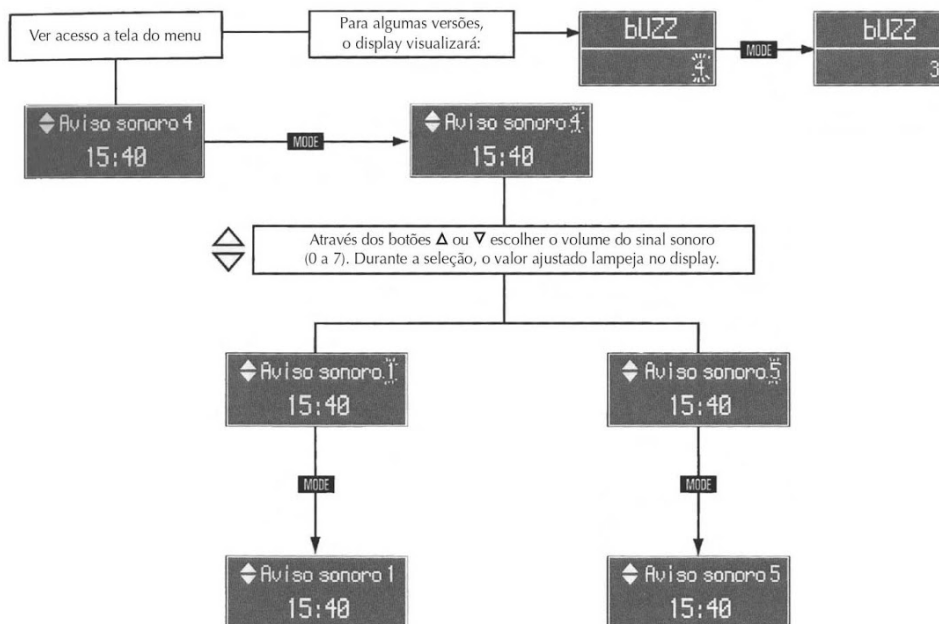 Ver acesso a tela do menu
Para algumas versões,
o display visualizará:
bUZZ
4
MODE
bUZZ
3
Aviso sonoro 4
15:40
MODE
Aviso sonoro 4
15:40
Através dos botões Δ ou ∇ escolher o volume do sinal sonoro
(0 a 7). Durante a seleção, o valor ajustado lampeja no display.
Aviso sonoro 1
15:40
Aviso sonoro 5
15:40
MODE
MODE
Aviso sonoro 1
15:40
Aviso sonoro 5
15:40